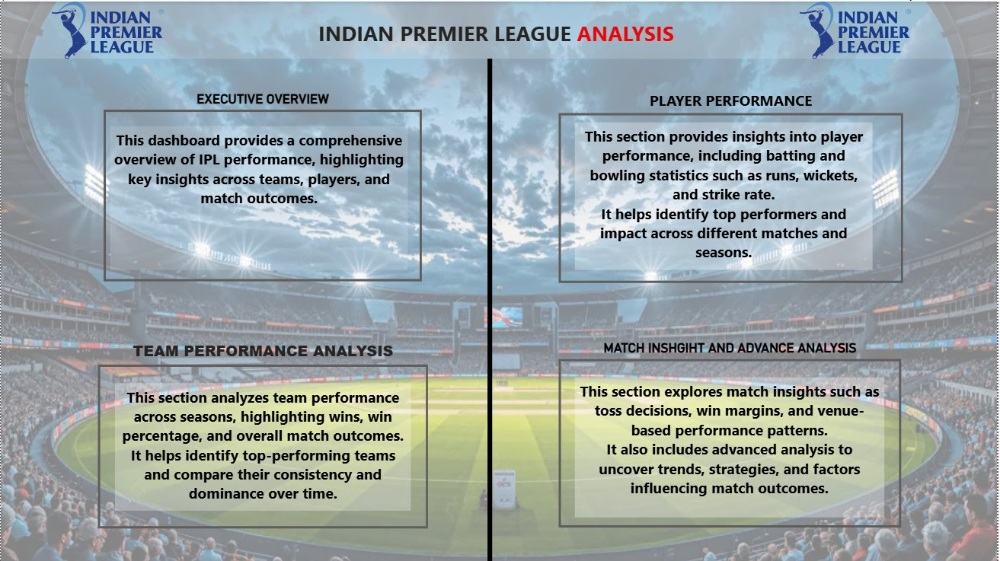 INDIAN
PREMIER
LEAGUE
INDIAN PREMIER LEAGUE ANALYSIS
INDIAN
PREMIER
LEAGUE
EXECUTIVE OVERVIEW
This dashboard provides a comprehensive
overview of IPL performance, highlighting
key insights across teams, players, and
match outcomes.
PLAYER PERFORMANCE
This section provides insights into player
performance, including batting and
bowling statistics such as runs, wickets,
and strike rate.
It helps identify top performers and
impact across different matches and
seasons.
TEAM PERFORMANCE ANALYSIS
This section analyzes team performance
across seasons, highlighting wins, win
percentage, and overall match outcomes.
It helps identify top-performing teams
and compare their consistency and
dominance over time.
MATCH INSHGIHT AND ADVANCE ANALYSIS
This section explores match insights such as
toss decisions, win margins, and venue-
based performance patterns.
It also includes advanced analysis to
uncover trends, strategies, and factors
influencing match outcomes.